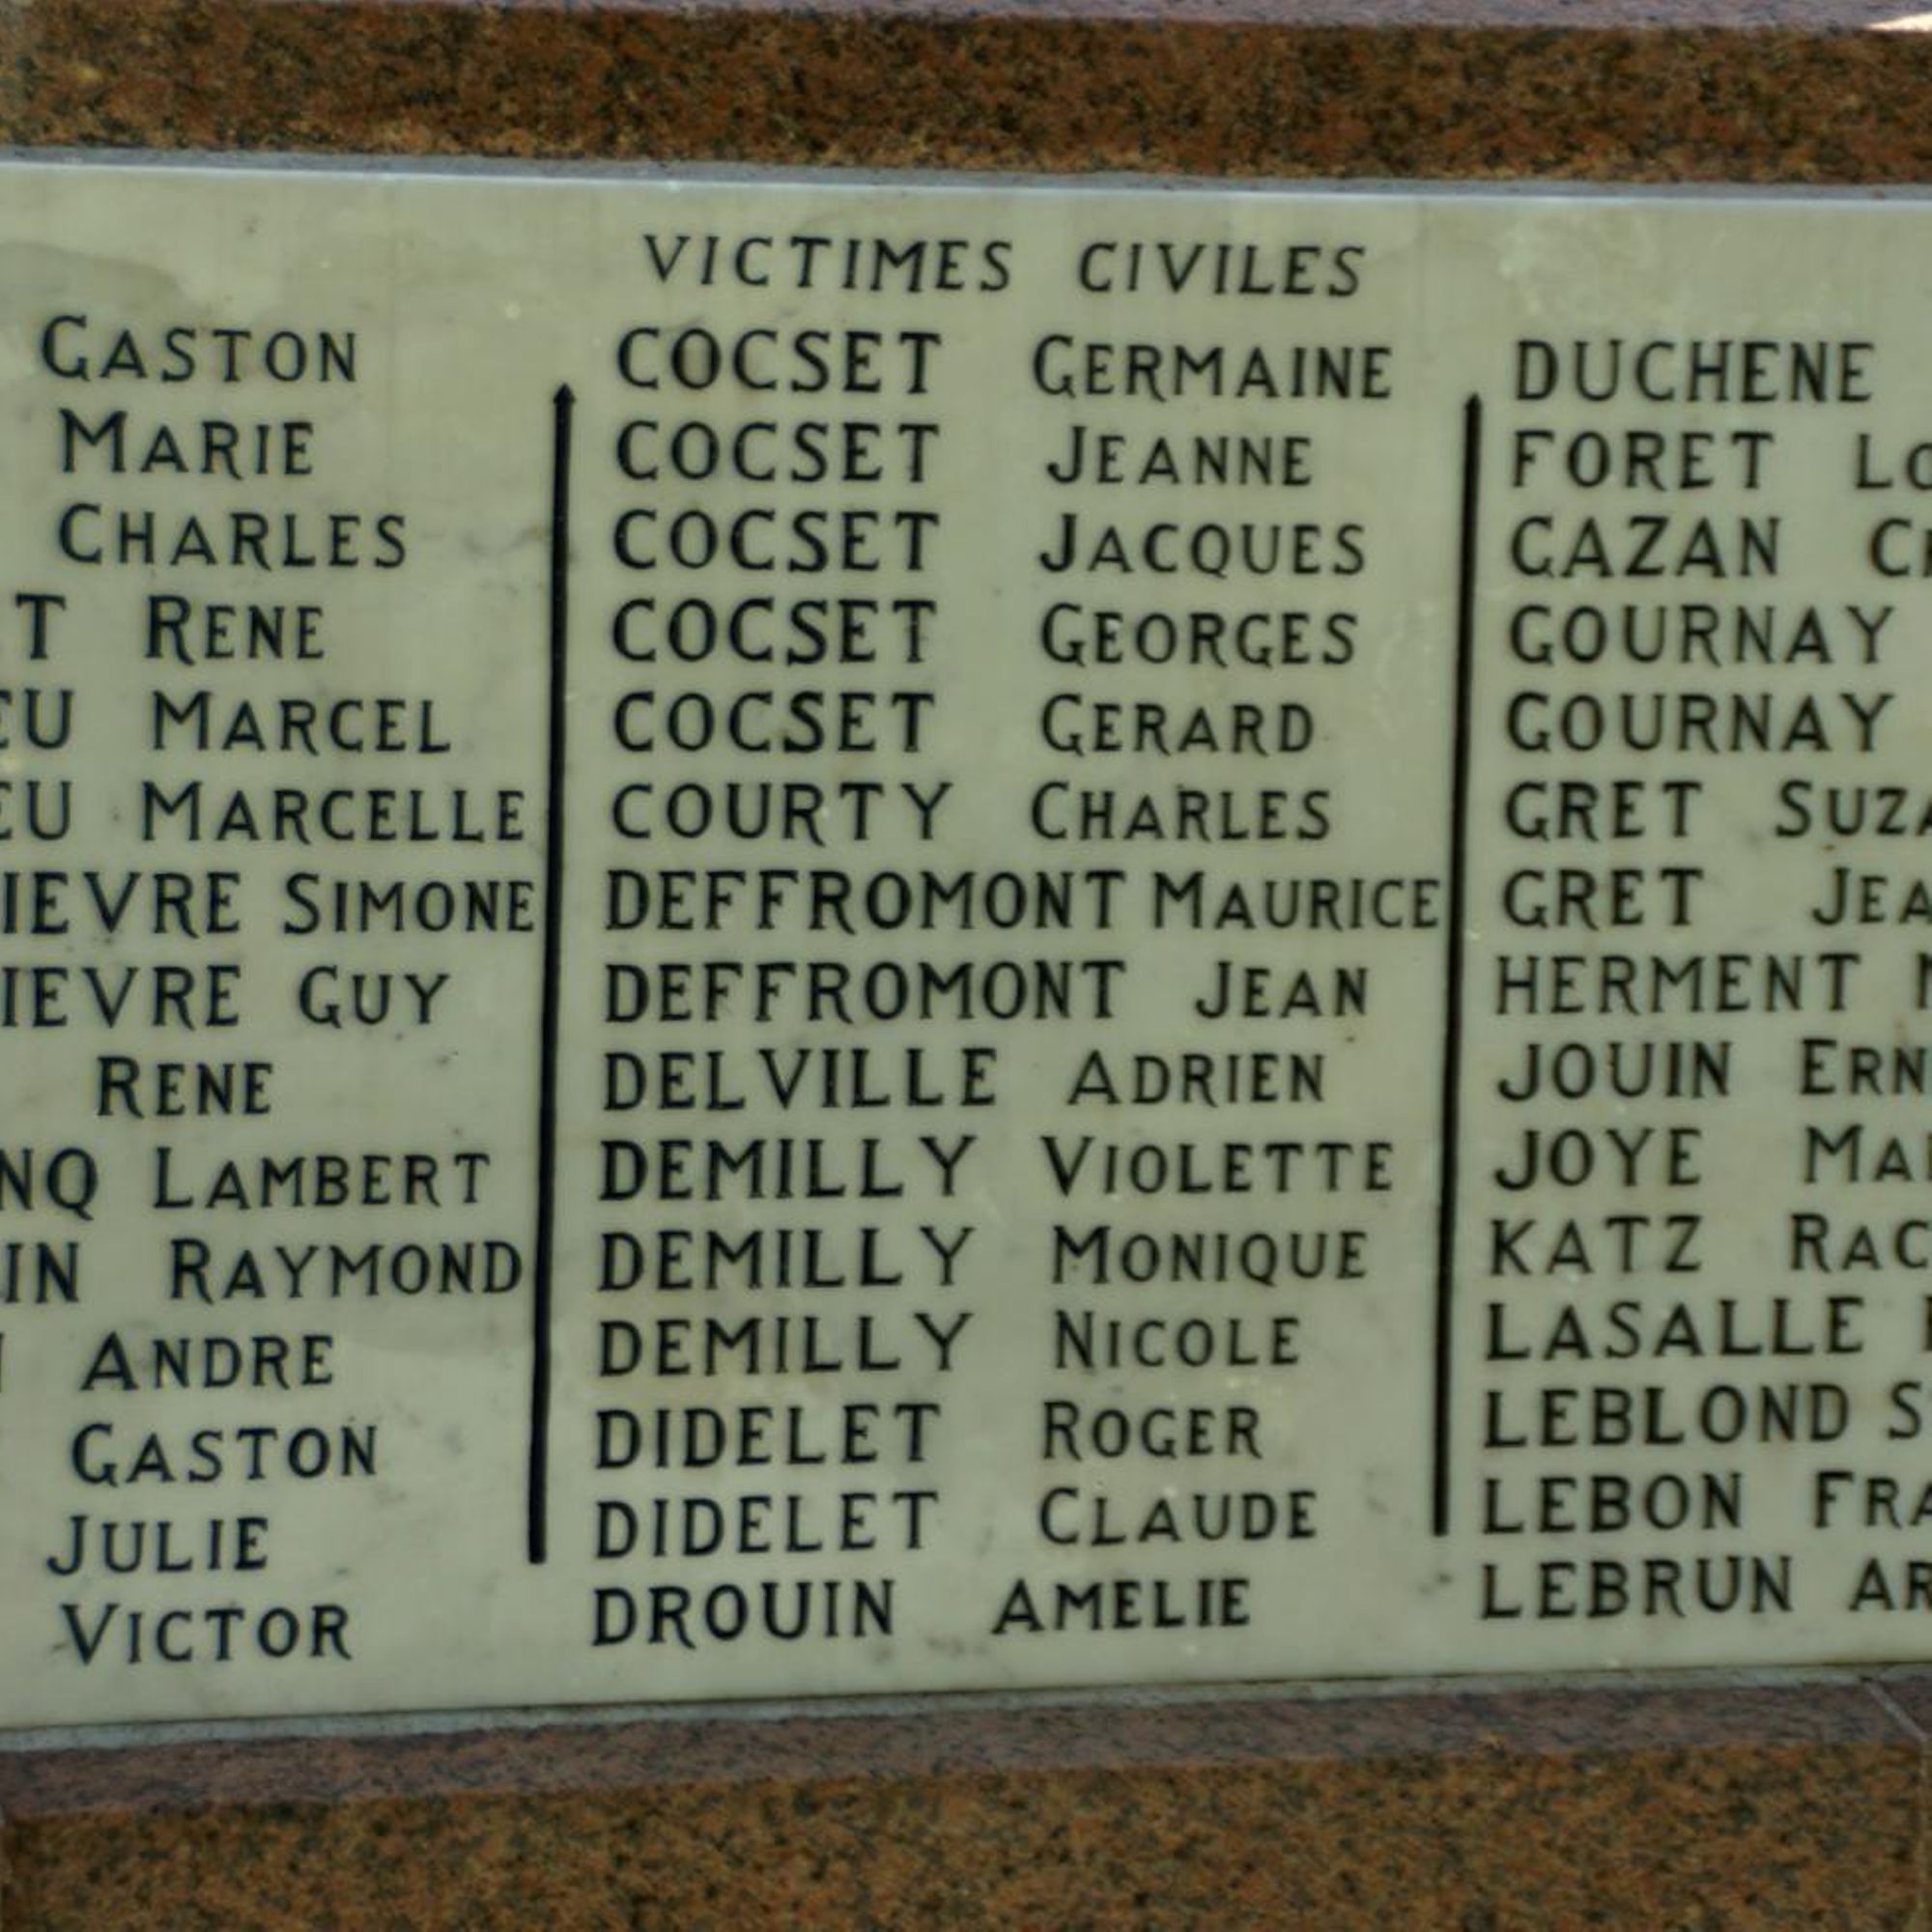 VICTIMES CIVILES
GASTON
MARIE
CHARLES
RENE
MARCEL
MARCELLE
SIMONE
GUY
RENE
LAMBERT
RAYMOND
ANDRE
GASTON
JULIE
VICTOR
COCSET GERMAINE
COCSET JEANNE
COCSET JACQUES
COCSET GEORGES
COCSET GERARD
COURTY CHARLES
DEFFROMONT MAURICE
DEFFROMONT JEAN
DELVILLE ADRIEN
DEMILLY VIOLETTE
DEMILLY MONIQUE
DEMILLY NICOLE
DIDELET ROGER
DIDELET CLAUDE
DROUIN AMELIE
DUCHENE
FORET
GAZAN
GOURNAY
GOURNAY
GRET
GRET
HERMENT
JOUIN
JOYE
KATZ
LASALLE
LEBLOND
LEBON
LEBRUN